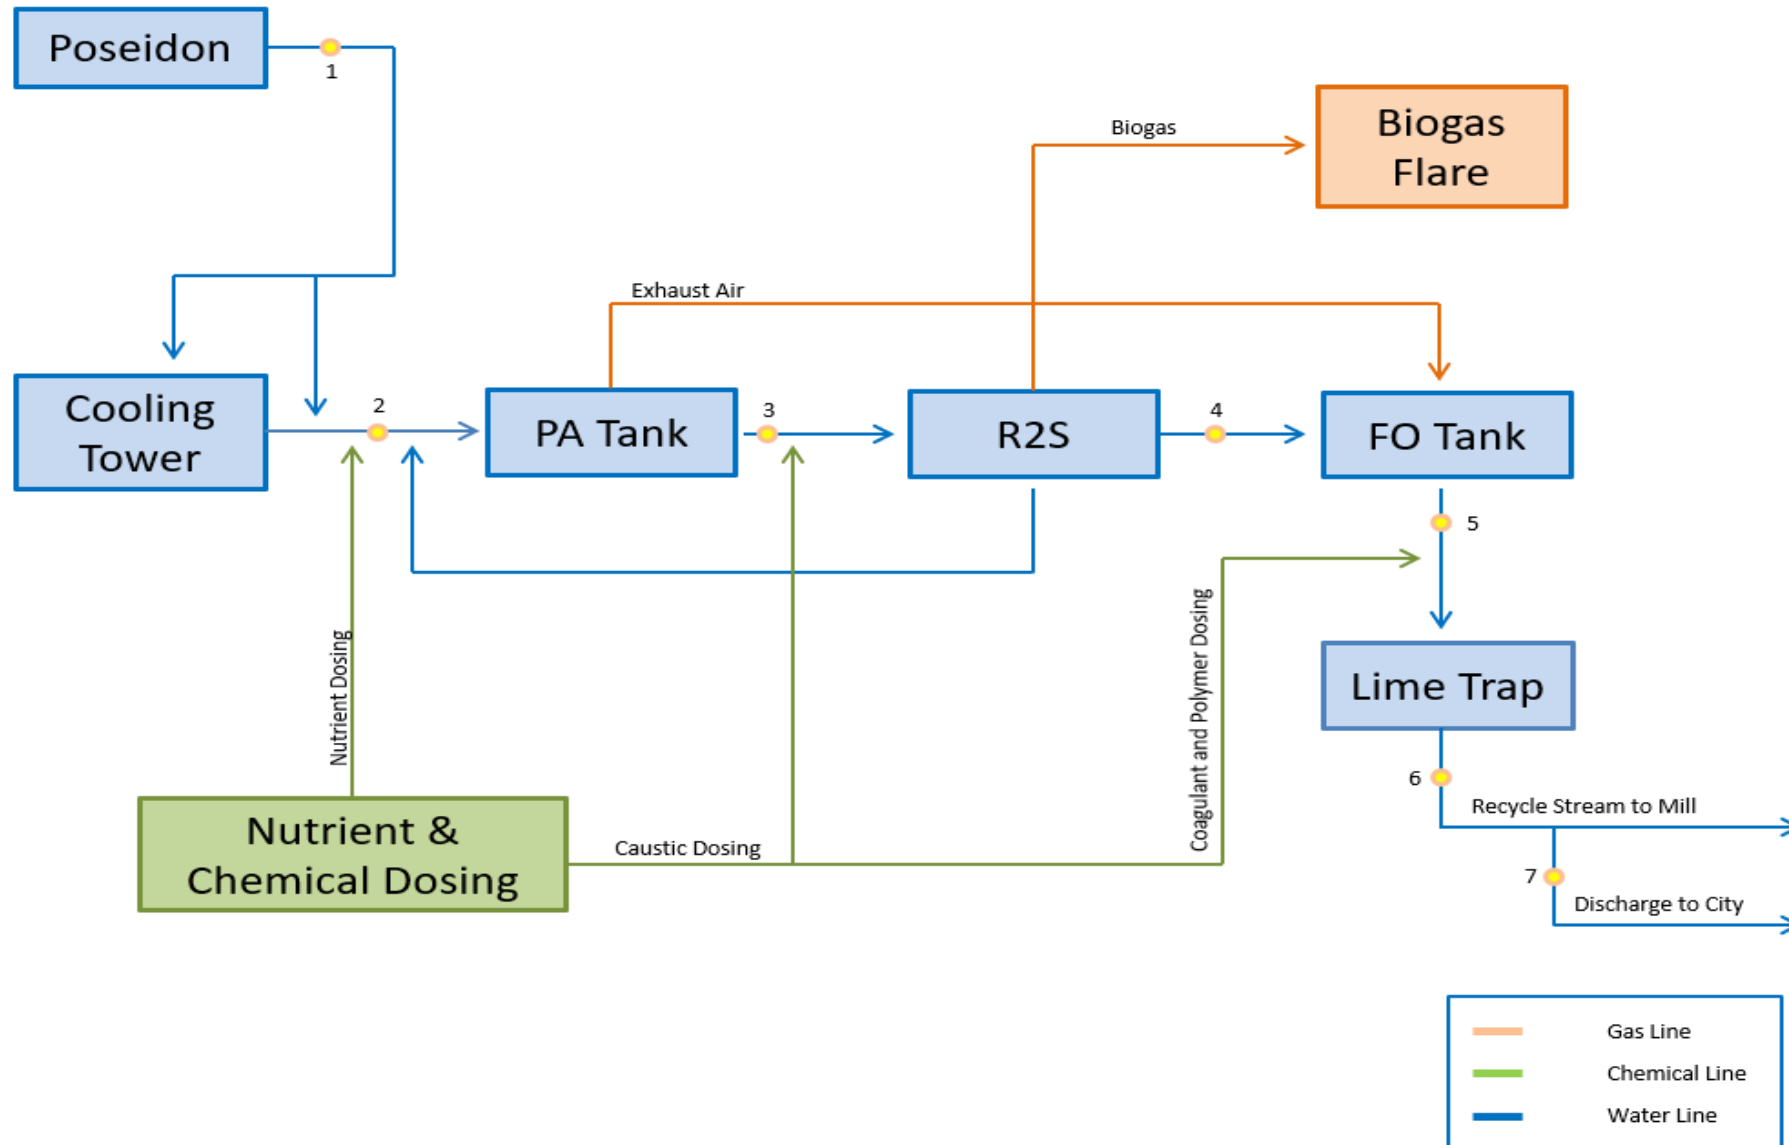 Poseidon
1
Biogas
Flare
Biogas
Exhaust Air
Cooling
Tower
2
PA Tank
3
R2S
4
FO Tank
5
Nutrient Dosing
Coagulant and Polymer Dosing
Lime Trap
6
Recycle Stream to Mill
Nutrient &
Chemical Dosing
Caustic Dosing
7
Discharge to City
Gas Line
Chemical Line
Water Line